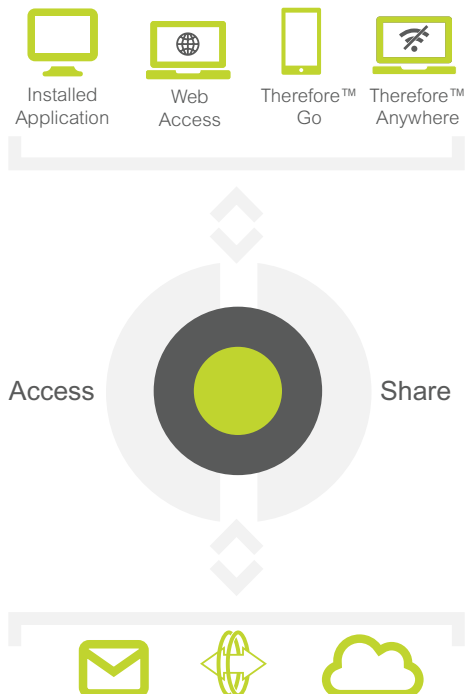 Installed
Application
Web
Access
Therefore™
Go
Therefore™
Anywhere
Access
Share